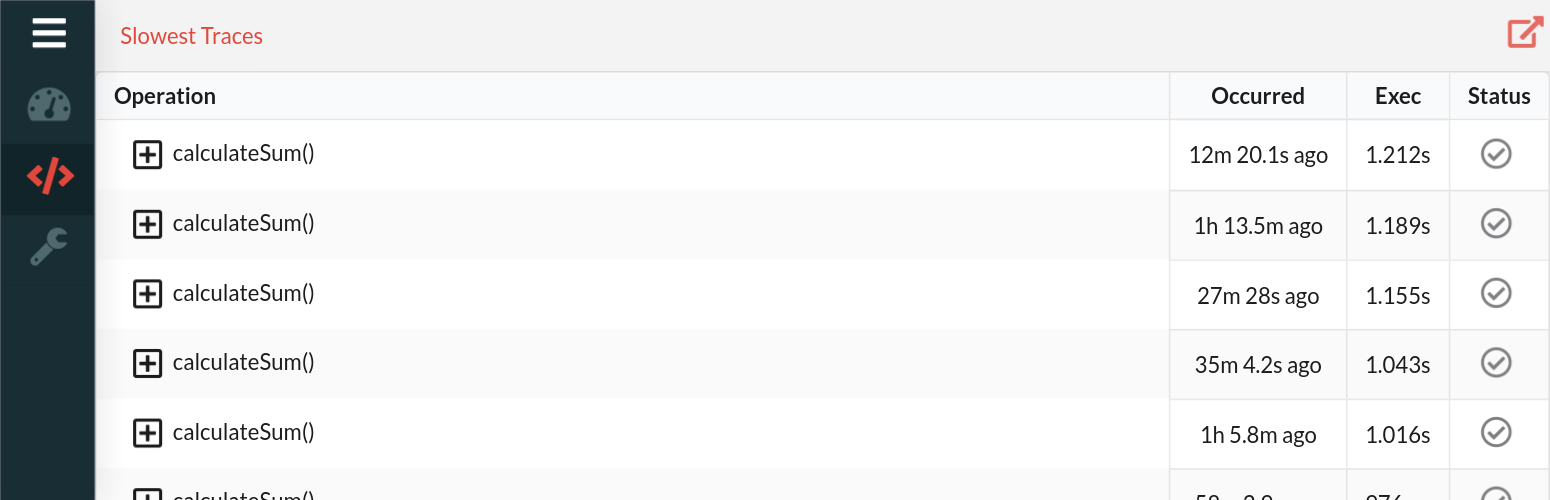 Slowest Traces
Operation Occurred Exec Status
calculateSum() 12m 20.1s ago 1.212s
calculateSum() 1h 13.5m ago 1.189s
calculateSum() 27m 28s ago 1.155s
calculateSum() 35m 4.2s ago 1.043s
calculateSum() 1h 5.8m ago 1.016s
calculateSum()